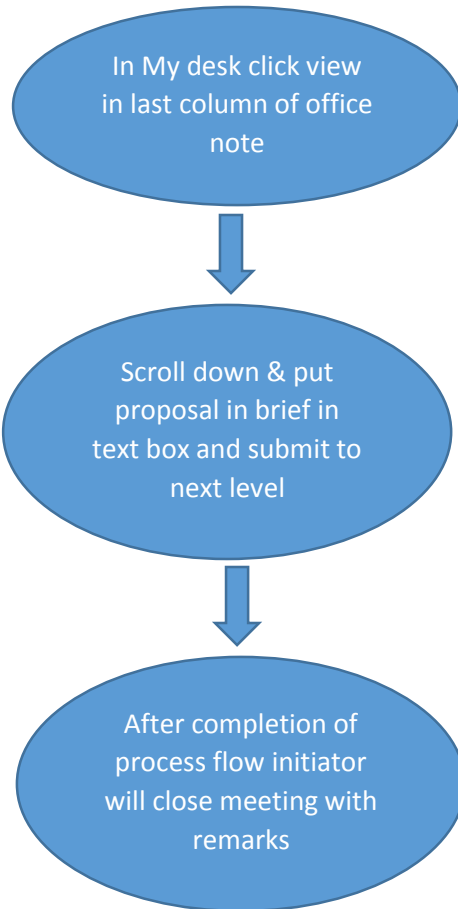 In My desk click view
in last column of office
note
Scroll down & put
proposal in brief in
text box and submit to
next level
After completion of
process flow initiator
will close meeting with
remarks